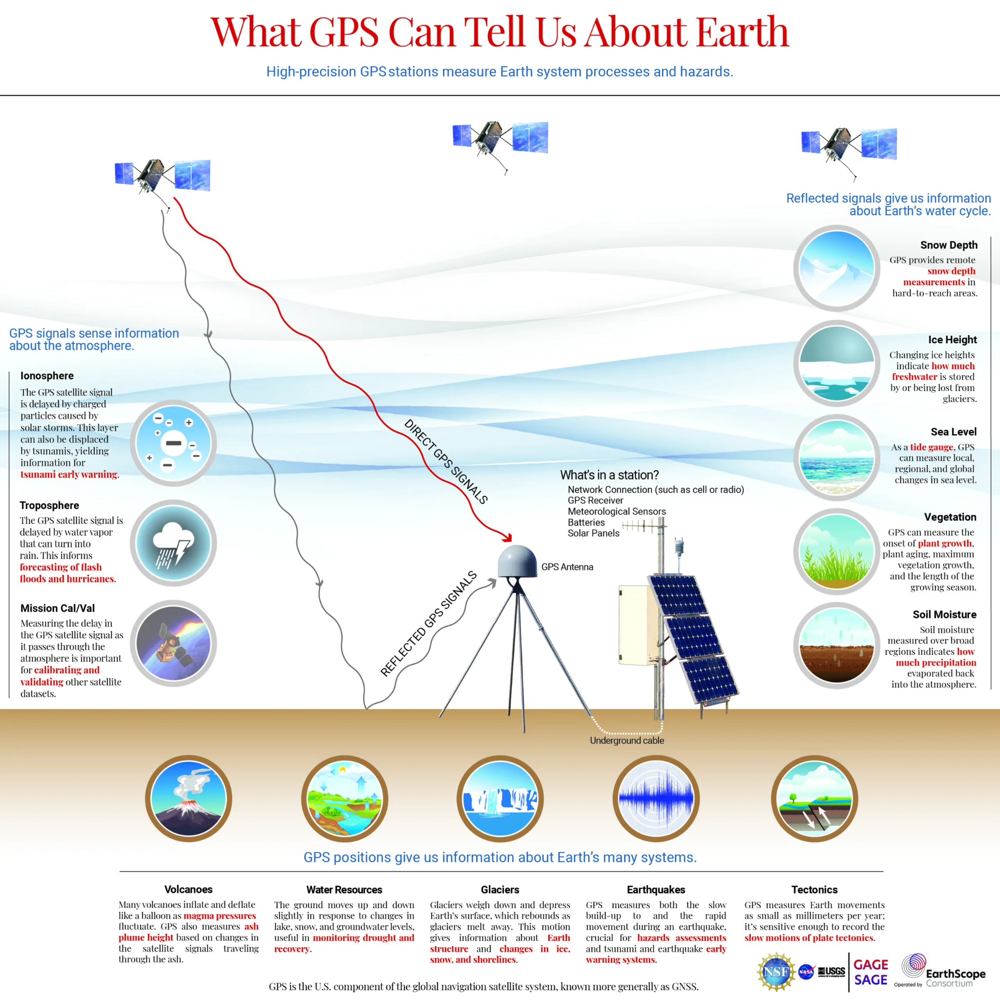 What GPS Can Tell Us About Earth
High-precision GPS stations measure Earth system processes and hazards.
GPS signals sense information
about the atmosphere.
Ionosphere
The GPS satellite signal
is delayed by charged
particles caused by
solar storms. This layer
can also be displaced
by tsunamis, yielding
information for
tsunami early warning.
Troposphere
The GPS satellite signal is
delayed by water vapor
that can turn into
rain. This informs
forecasting of flash
floods and hurricanes.
Mission Cal/Val
Measuring the delay in
the GPS satellite signal as
it passes through the
atmosphere is important
for calibrating and
validating other satellite
datasets.
DIRECT GPS SIGNALS
REFLECTED GPS SIGNALS
What's in a station?
Network Connection (such as cell or radio)
GPS Receiver
Meteorological Sensors
Batteries
Solar Panels
GPS Antenna
Underground cable
Reflected signals give us information
about Earth's water cycle.
Snow Depth
GPS provides remote
snow depth
measurements in
hard-to-reach areas.
Ice Height
Changing ice heights
indicate how much
freshwater is stored
by or being lost from
glaciers.
Sea Level
As a tide gauge, GPS
can measure local,
regional, and global
changes in sea level.
Vegetation
GPS can measure the
onset of plant growth,
plant aging, maximum
vegetation growth,
and the length of the
growing season.
Soil Moisture
Soil moisture
measured over broad
regions indicates how
much precipitation
evaporated back
into the atmosphere.
GPS positions give us information about Earth's many systems.
Volcanoes
Many volcanoes inflate and deflate
like a balloon as magma pressures
fluctuate. GPS also measures ash
plume height based on changes in
the satellite signals traveling
through the ash.
Water Resources
The ground moves up and down
slightly in response to changes in
lake, snow, and groundwater levels,
useful in monitoring drought and
recovery.
Glaciers
Glaciers weigh down and depress
Earth's surface, which rebounds as
glaciers melt away. This motion
gives information about Earth
structure and changes in ice,
snow, and shorelines.
Earthquakes
GPS measures both the slow
build-up to and the rapid
movement during an earthquake,
crucial for hazards assessments
and tsunami and earthquake early
warning systems.
Tectonics
GPS measures Earth movements
as small as millimeters per year;
it's sensitive enough to record the
slow motions of plate tectonics.
NSF
NASA
USGS
science for a changing world
GAGE
SAGE
Operated by
EarthScope
Consortium
GPS is the U.S. component of the global navigation satellite system, known more generally as GNSS.